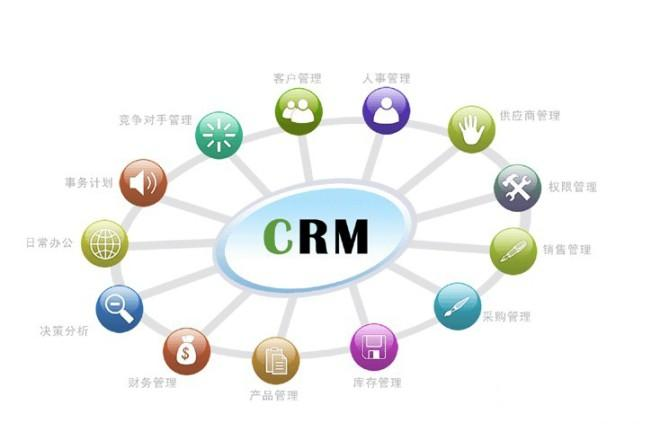 客户管理
人事管理
供应商管理
竞争对手管理
事务计划
权限管理
CRM
日常办公
销售管理
采购管理
决策分析
财务管理
库存管理
产品管理